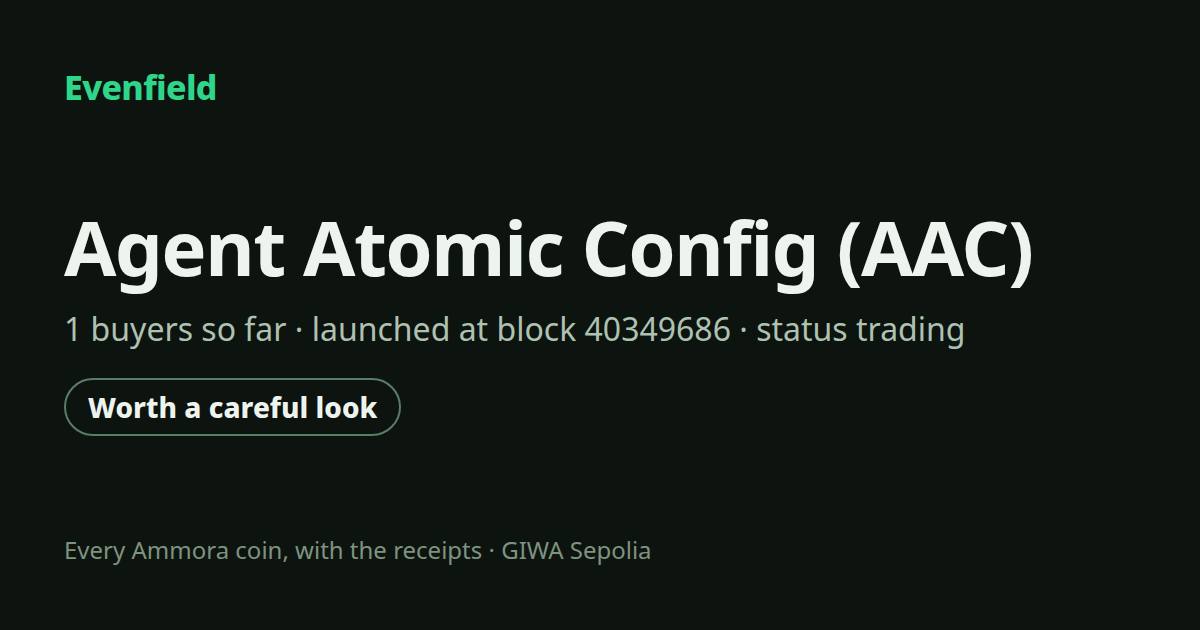 Evenfield
Agent Atomic Config (AAC)
1 buyers so far · launched at block 40349686 · status trading
Worth a careful look
Every Ammora coin, with the receipts · GIWA Sepolia